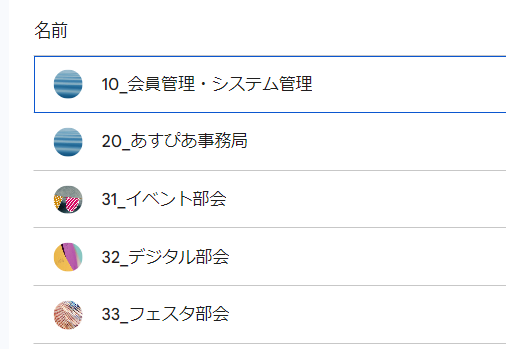 名前
10_会員管理・システム管理
20_あすぴあ事務局
31_イベント部会
32_デジタル部会
33_フェスタ部会